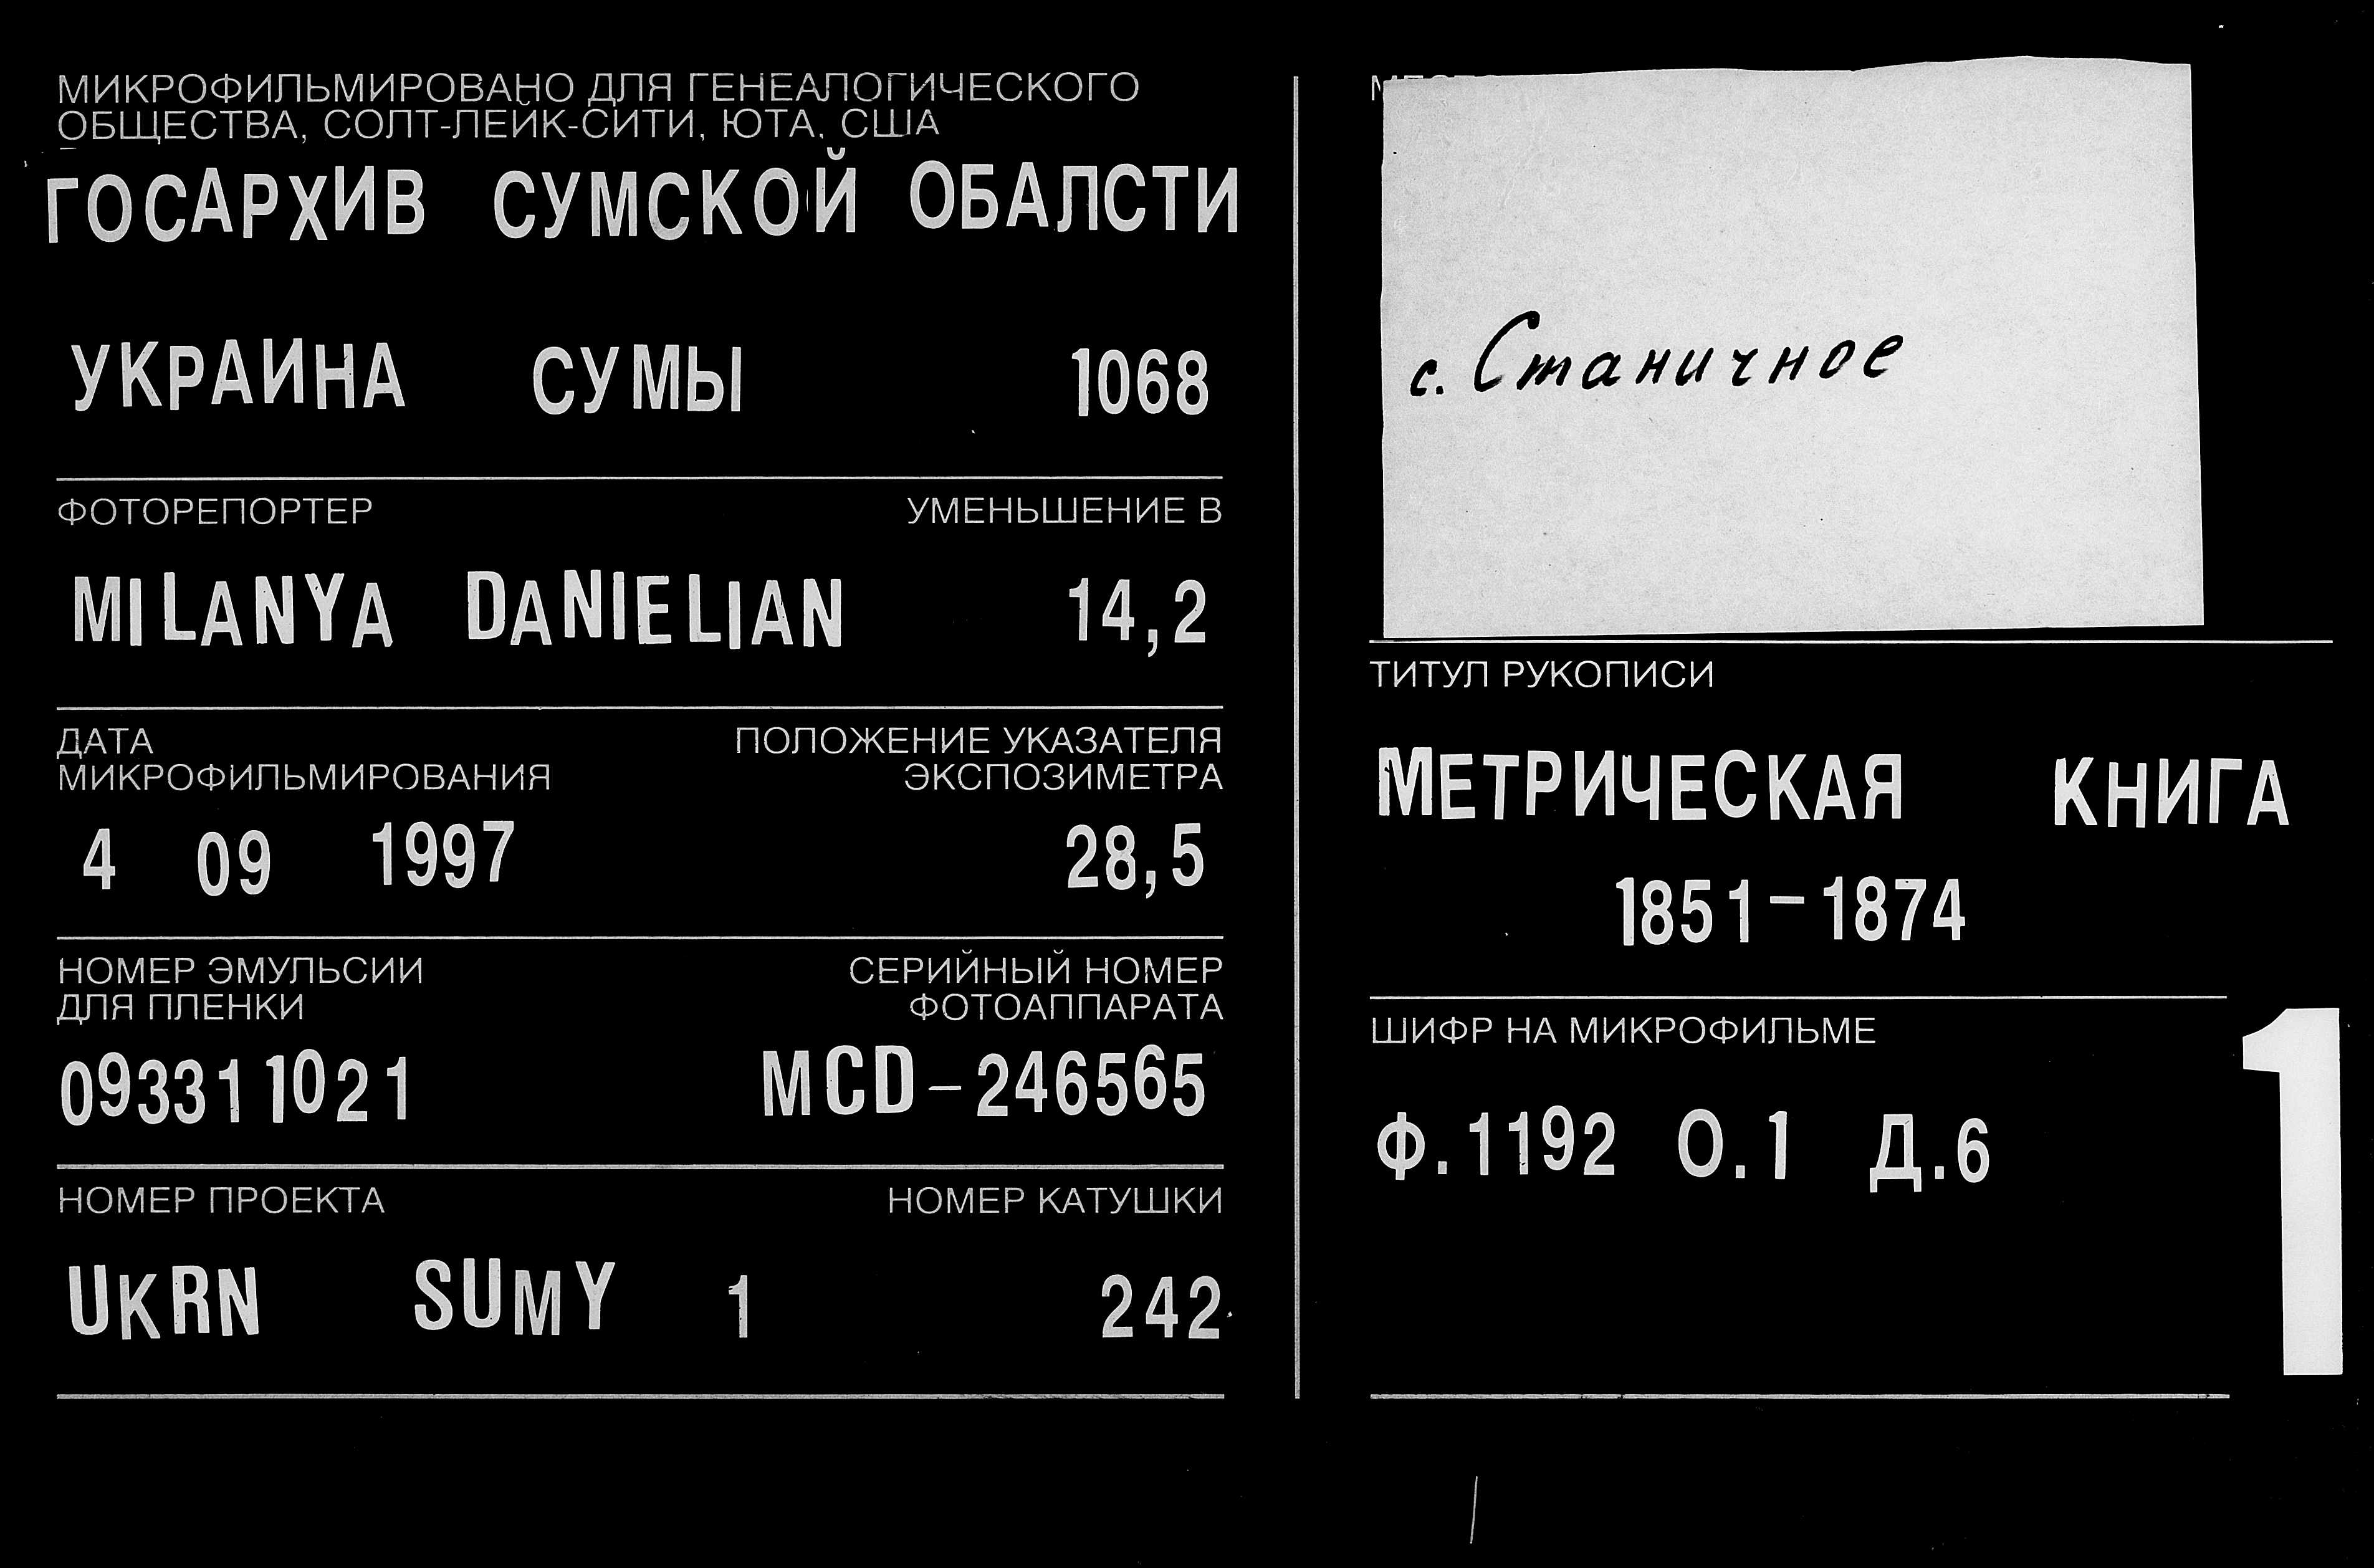 МИКРОФИЛЬМИРОВАНО ДЛЯ ГЕНЕАЛОГИЧЕСКОГО
ОБЩЕСТВА, СОЛТ-ЛЕЙК-СИТИ, ЮТА, США
ГОСАРХИВ СУМСКОЙ ОБАЛСТИ
УКРАИНА СУМЫ 1068
ФОТОРЕПОРТЕР УМЕНЬШЕНИЕ В
MILANYA DANIELIAN 14,2
ДАТА
МИКРОФИЛЬМИРОВАНИЯ
ПОЛОЖЕНИЕ УКАЗАТЕЛЯ
ЭКСПОЗИМЕТРА
4 09 1997 28,5
НОМЕР ЭМУЛЬСИИ
ДЛЯ ПЛЕНКИ
СЕРИЙНЫЙ НОМЕР
ФОТОАППАРАТА
093311021 MCD-246565
НОМЕР ПРОЕКТА НОМЕР КАТУШКИ
UKRN SUMY 1 242
с. Станичное
ТИТУЛ РУКОПИСИ
МЕТРИЧЕСКАЯ КНИГА
1851-1874
ШИФР НА МИКРОФИЛЬМЕ
Ф.1192 О.1 Д.6
1